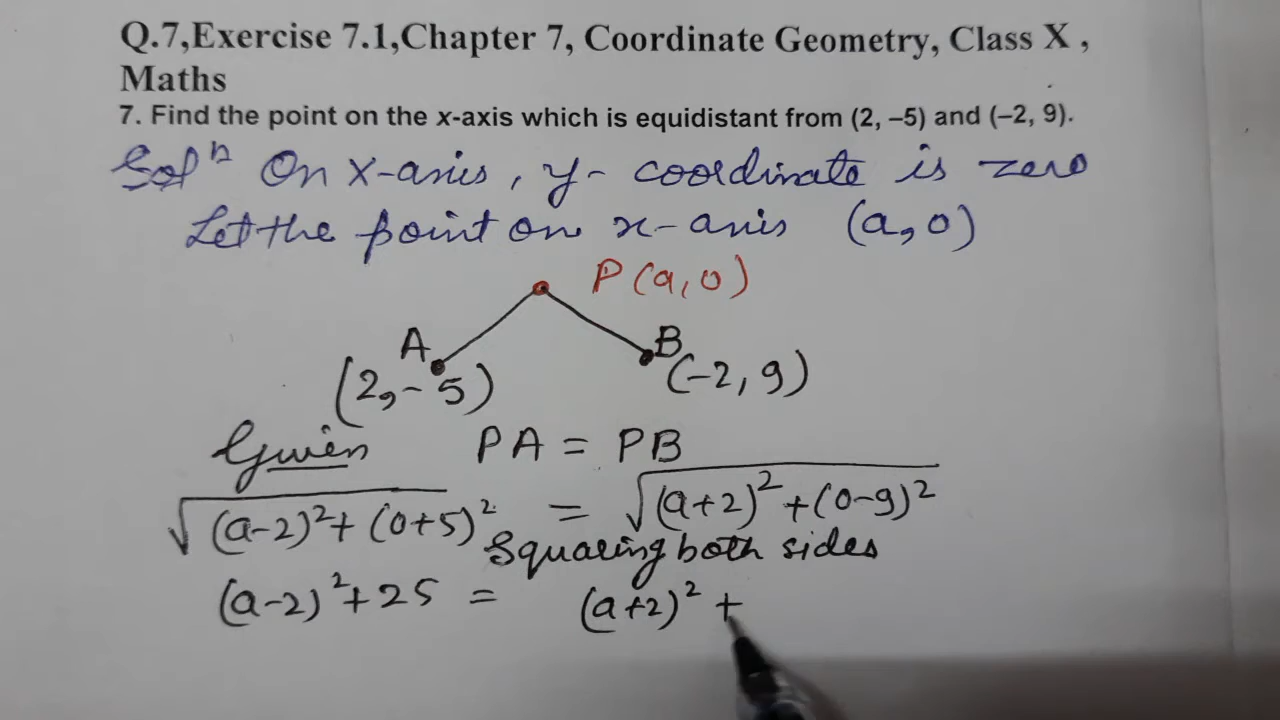 Q.7,Exercise 7.1,Chapter 7, Coordinate Geometry, Class X ,
Maths
7. Find the point on the x-axis which is equidistant from (2, –5) and (–2, 9).
Solⁿ On X-axis, y- coordinate is zero
Let the point on x-axis (a,0)
P(a,0)
A
B
(2,-5)
(-2,9)
Given PA = PB
√(a-2)²+(0+5)² = √(a+2)²+(0-9)²
Squaring both sides
(a-2)²+25 = (a+2)²+